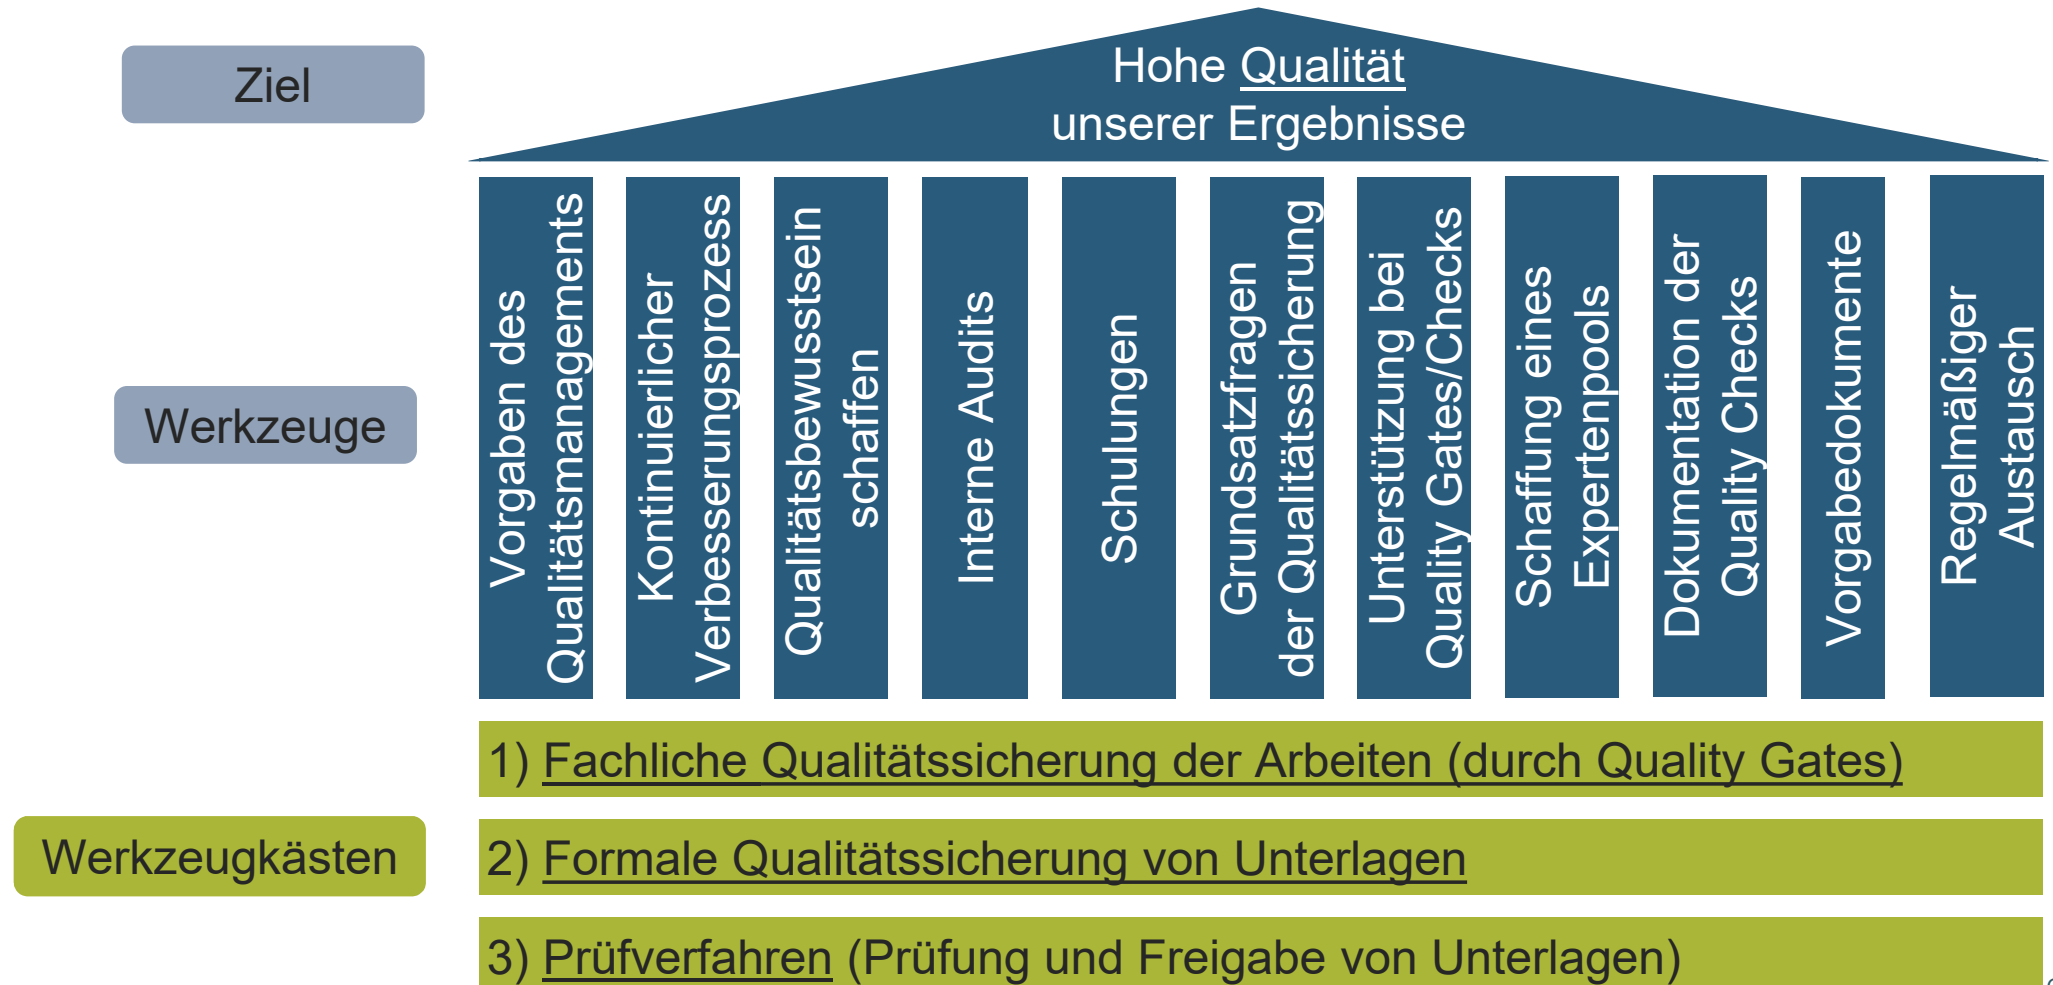 Ziel
Hohe Qualität
unserer Ergebnisse
Werkzeuge
Vorgaben des
Qualitätsmanagements
Kontinuierlicher
Verbesserungsprozess
Qualitätsbewusstsein
schaffen
Interne Audits
Schulungen
Grundsatzfragen
der Qualitätssicherung
Unterstützung bei
Quality Gates/Checks
Schaffung eines
Expertenpools
Dokumentation der
Quality Checks
Vorgabedokumente
Regelmäßiger
Austausch
Werkzeugkästen
1) Fachliche Qualitätssicherung der Arbeiten (durch Quality Gates)
2) Formale Qualitätssicherung von Unterlagen
3) Prüfverfahren (Prüfung und Freigabe von Unterlagen)